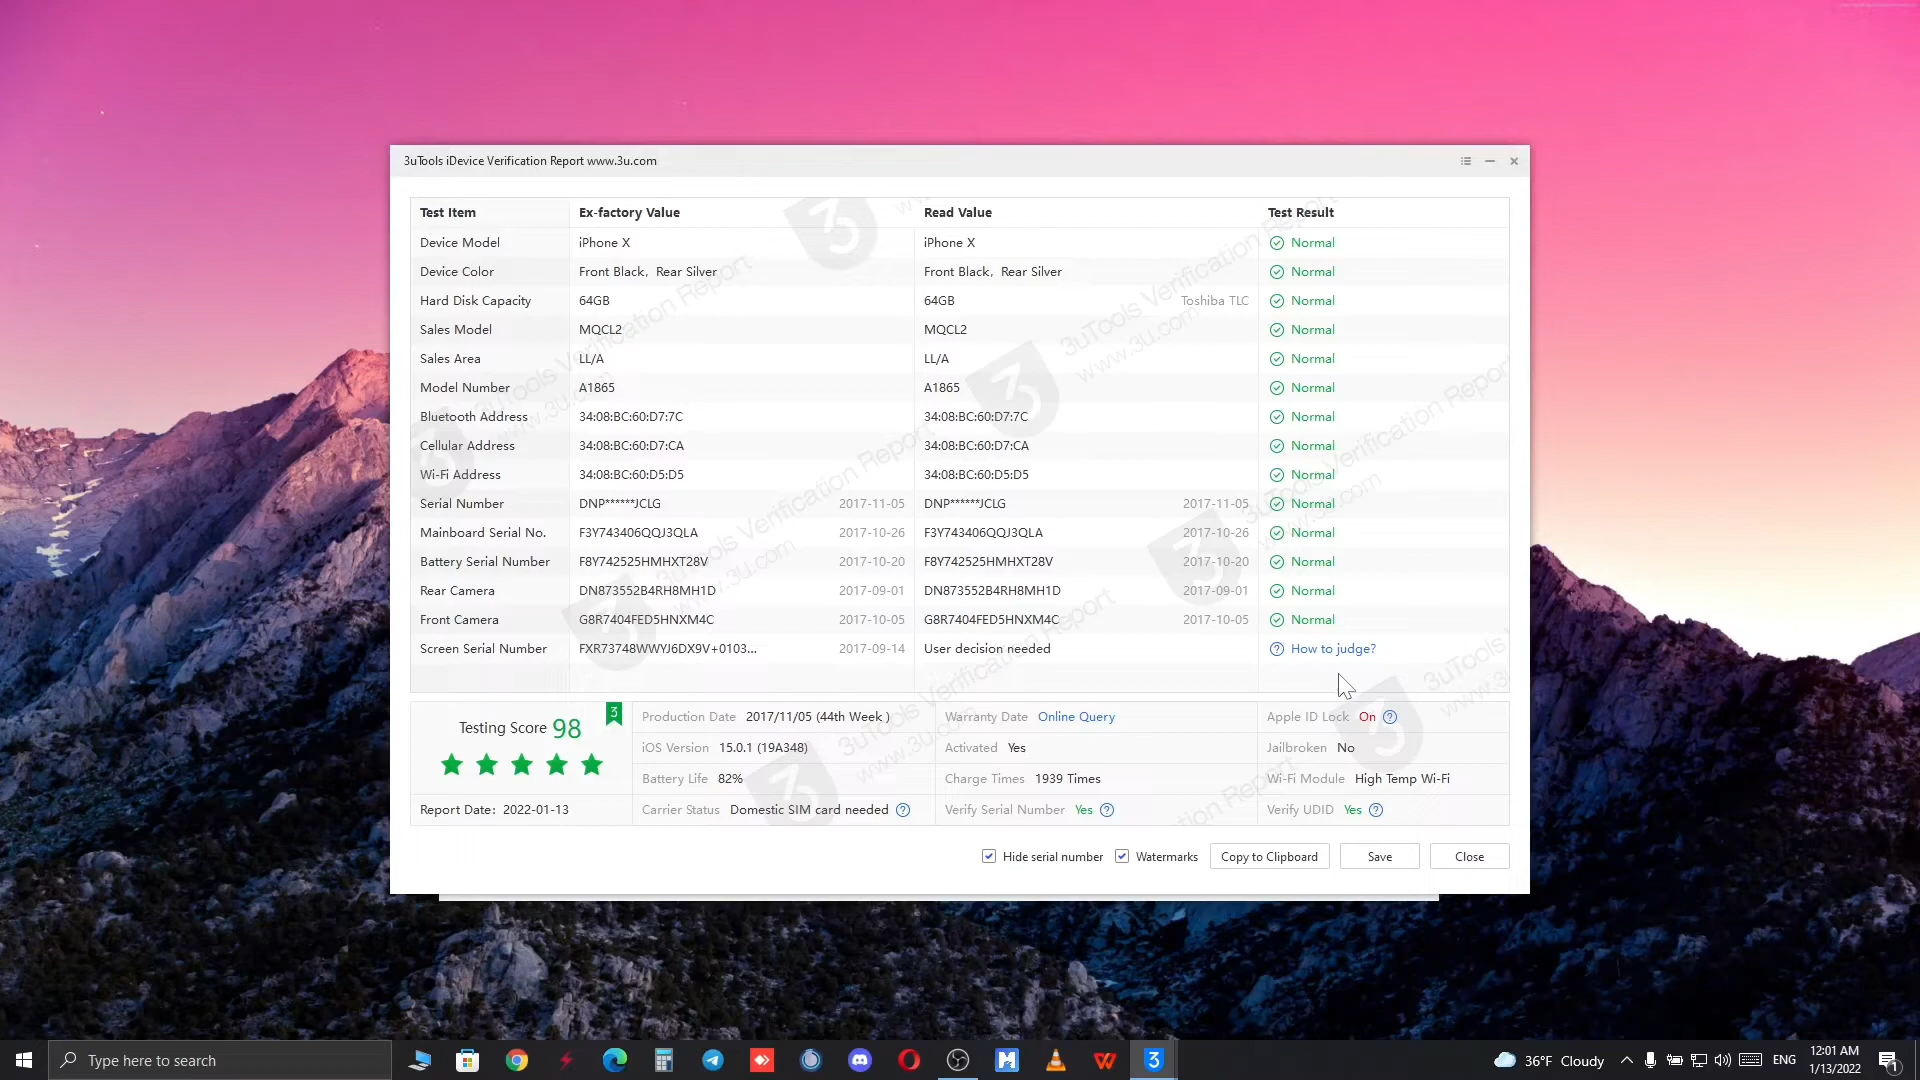 3uTools iDevice Verification Report www.3u.com
Test Item Ex-factory Value Read Value Test Result
Device Model iPhone X iPhone X Normal
Device Color Front Black, Rear Silver Front Black, Rear Silver Normal
Hard Disk Capacity 64GB 64GB Toshiba TLC Normal
Sales Model MQCL2 MQCL2 Normal
Sales Area LL/A LL/A Normal
Model Number A1865 A1865 Normal
Bluetooth Address 34:08:BC:60:D7:7C 34:08:BC:60:D7:7C Normal
Cellular Address 34:08:BC:60:D7:CA 34:08:BC:60:D7:CA Normal
Wi-Fi Address 34:08:BC:60:D5:D5 34:08:BC:60:D5:D5 Normal
Serial Number DNP******JCLG 2017-11-05 DNP******JCLG 2017-11-05 Normal
Mainboard Serial No. F3Y743406QQJ3QLA 2017-10-26 F3Y743406QQJ3QLA 2017-10-26 Normal
Battery Serial Number F8Y742525HMHXT28V 2017-10-20 F8Y742525HMHXT28V 2017-10-20 Normal
Rear Camera DN873552B4RH8MH1D 2017-09-01 DN873552B4RH8MH1D 2017-09-01 Normal
Front Camera G8R7404FED5HNXM4C 2017-10-05 G8R7404FED5HNXM4C 2017-10-05 Normal
Screen Serial Number FXR73748WWYJ6DX9V+0103... 2017-09-14 User decision needed How to judge?
Testing Score 98 3
Production Date 2017/11/05 (44th Week ) Warranty Date Online Query Apple ID Lock On
iOS Version 15.0.1 (19A348) Activated Yes Jailbroken No
Battery Life 82% Charge Times 1939 Times Wi-Fi Module High Temp Wi-Fi
Report Date: 2022-01-13 Carrier Status Domestic SIM card needed Verify Serial Number Yes Verify UDID Yes
Hide serial number Watermarks Copy to Clipboard Save Close
3uTools Verification Report
www.3u.com
Type here to search 36°F Cloudy ENG 12:01 AM
1/13/2022
1